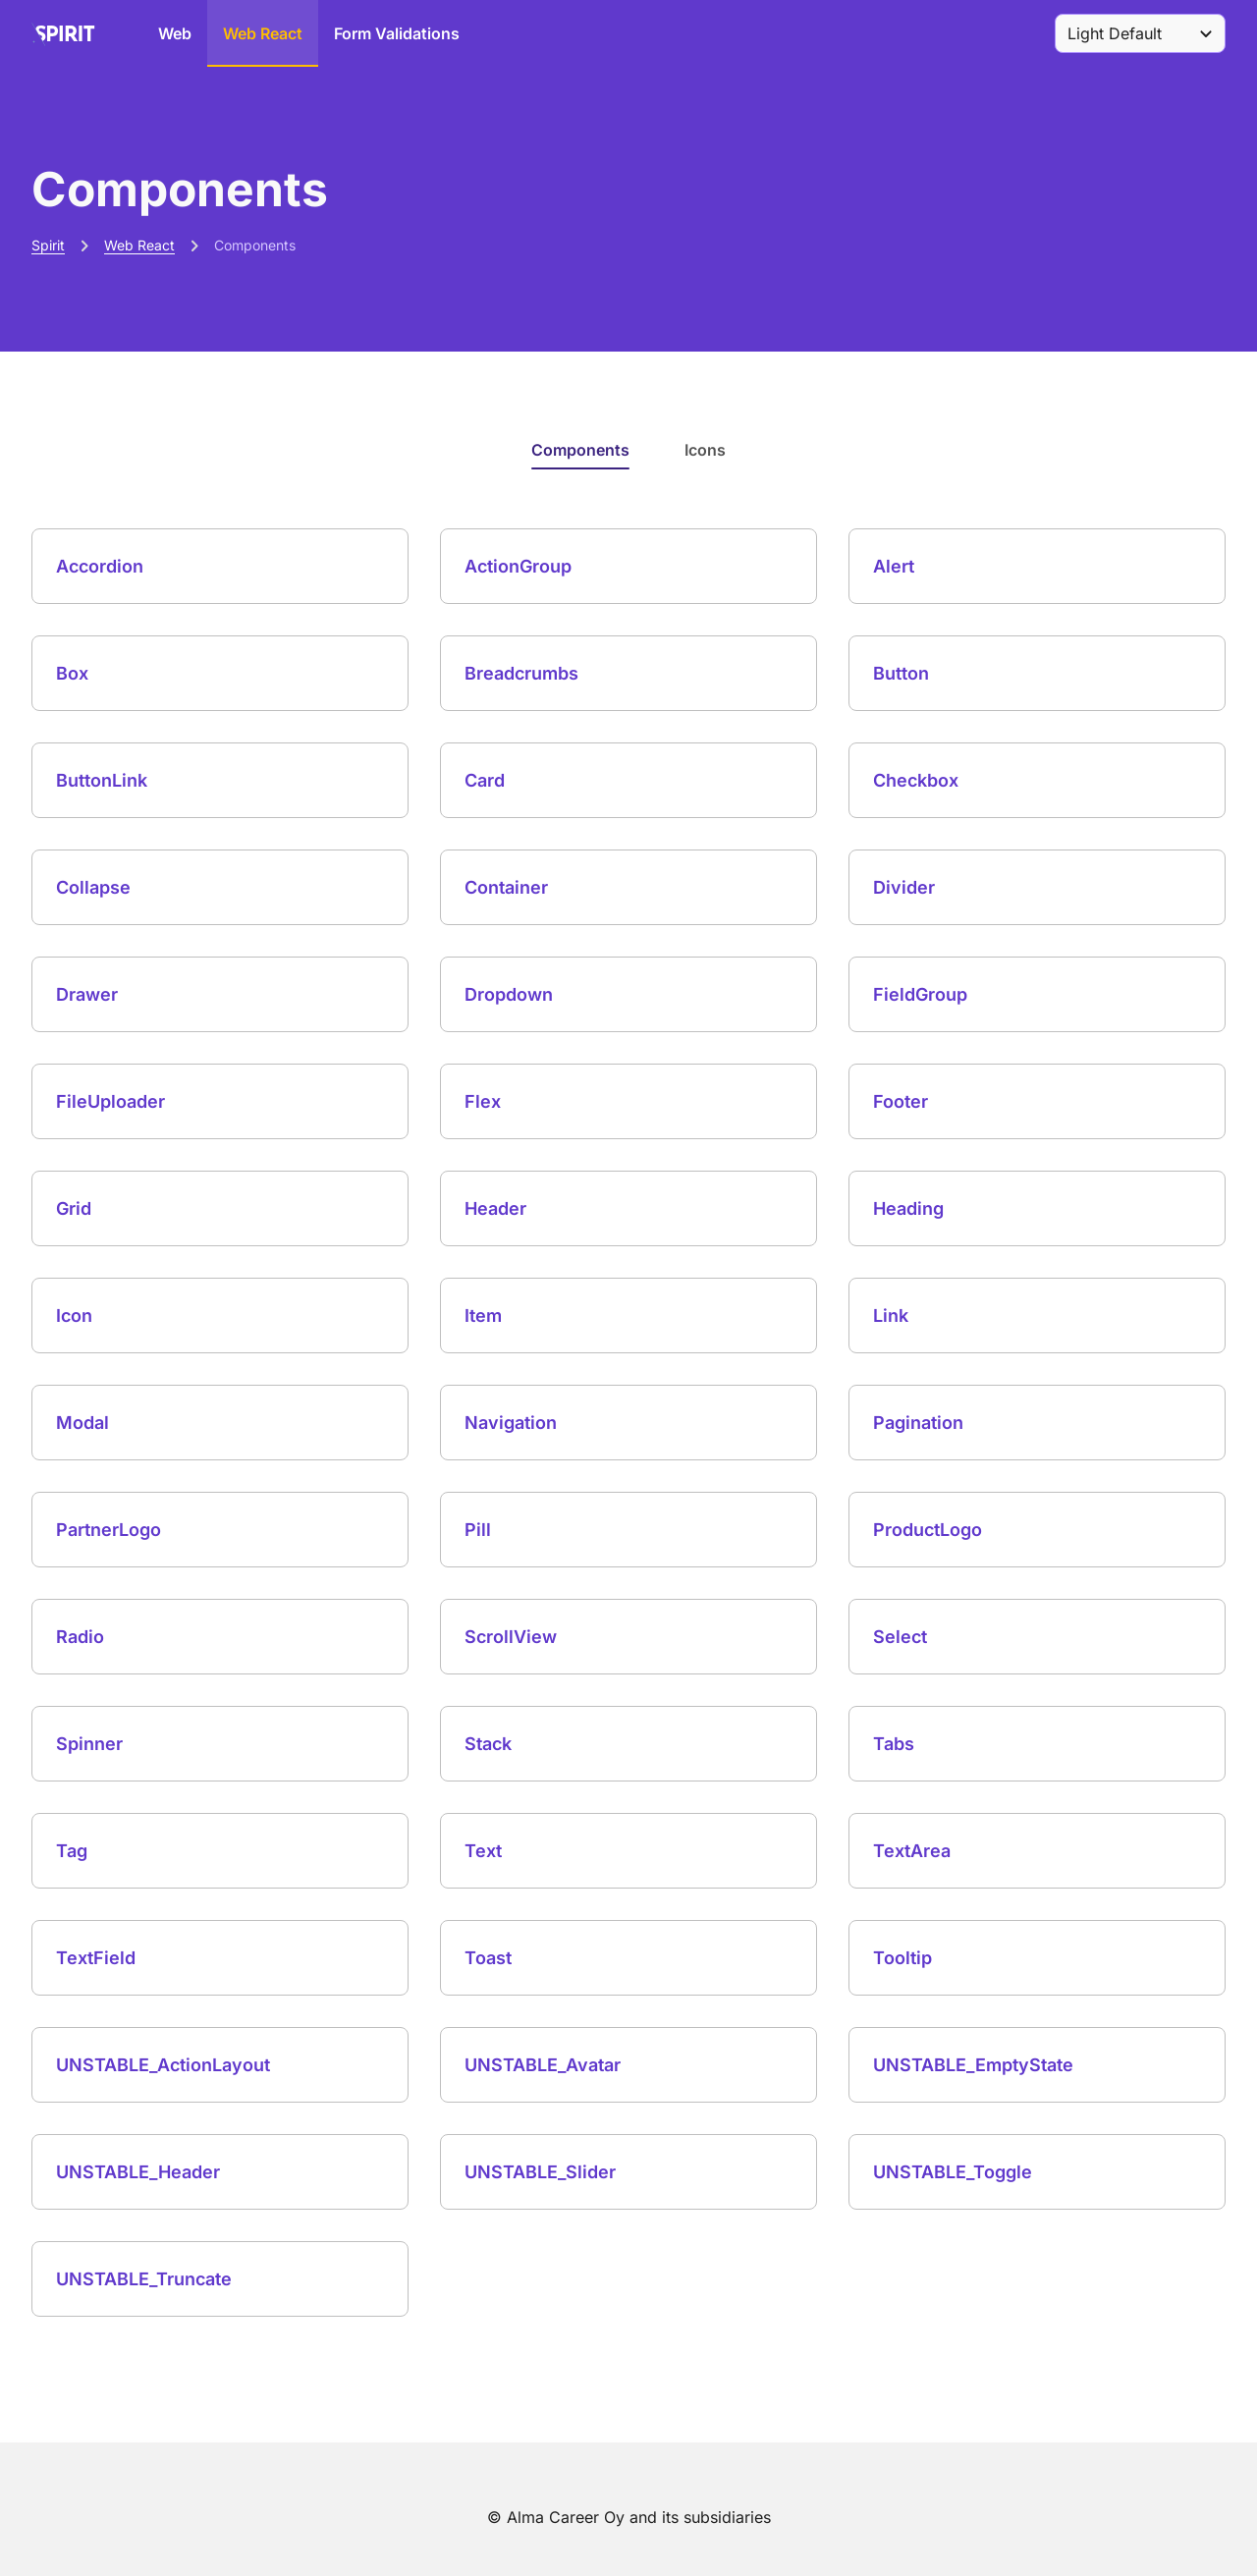 SPIRIT Web Web React Form Validations Light Default
Components
Spirit Web React Components
Components Icons
Accordion ActionGroup Alert
Box Breadcrumbs Button
ButtonLink Card Checkbox
Collapse Container Divider
Drawer Dropdown FieldGroup
FileUploader Flex Footer
Grid Header Heading
Icon Item Link
Modal Navigation Pagination
PartnerLogo Pill ProductLogo
Radio ScrollView Select
Spinner Stack Tabs
Tag Text TextArea
TextField Toast Tooltip
UNSTABLE_ActionLayout UNSTABLE_Avatar UNSTABLE_EmptyState
UNSTABLE_Header UNSTABLE_Slider UNSTABLE_Toggle
UNSTABLE_Truncate
© Alma Career Oy and its subsidiaries